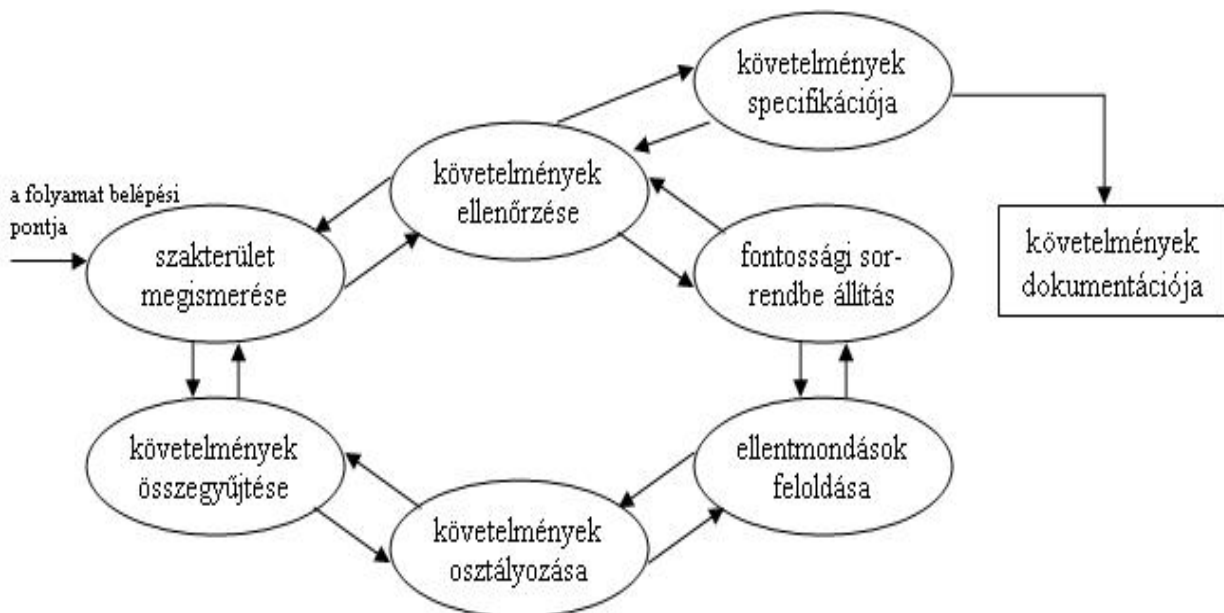 követelmények
specifikációja
követelmények
ellenőrzése
a folyamat belépési
pontja
szakterület
megismerése
fontossági sor-
rendbe állítás
követelmények
dokumentációja
követelmények
összegyűjtése
ellentmondások
feloldása
követelmények
osztályozása